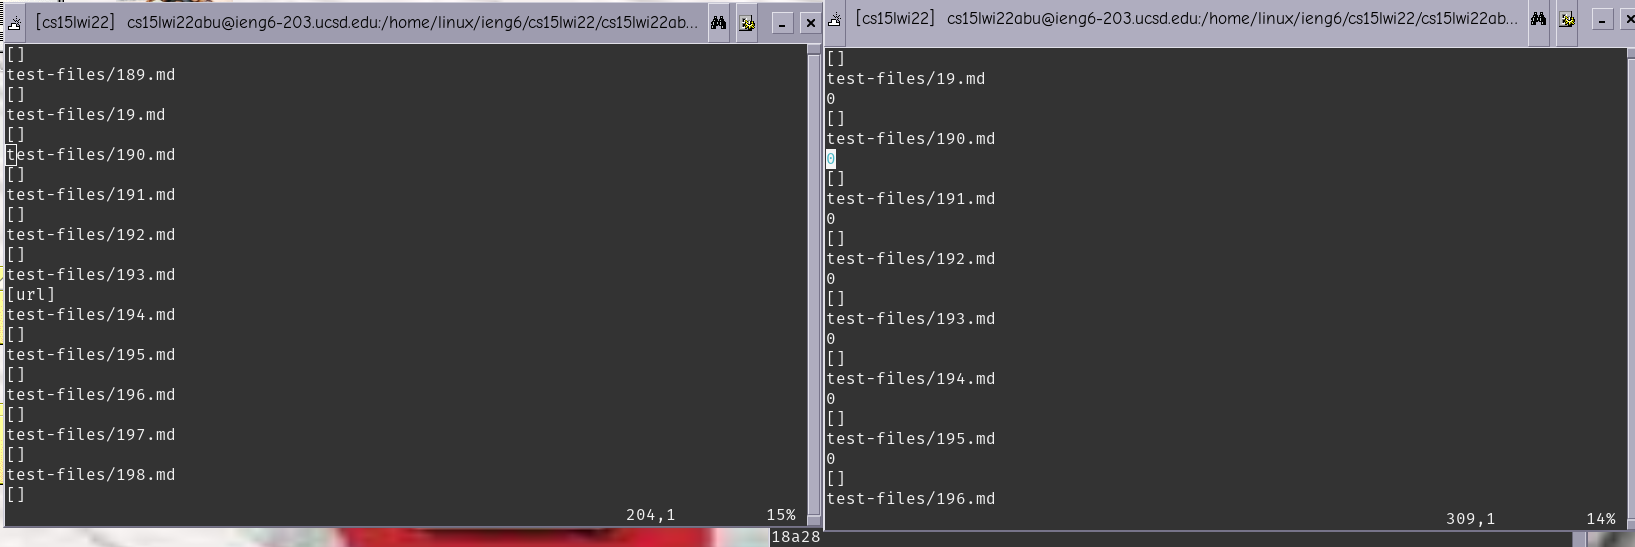 [cs15lwi22] cs15lwi22abu@ieng6-203.ucsd.edu:/home/linux/ieng6/cs15lwi22/cs15lwi22ab...
[]
test-files/189.md
[]
test-files/19.md
[]
test-files/190.md
[]
test-files/191.md
[]
test-files/192.md
[]
test-files/193.md
[url]
test-files/194.md
[]
test-files/195.md
[]
test-files/196.md
[]
test-files/197.md
[]
test-files/198.md
[]
204,1 15%
[cs15lwi22] cs15lwi22abu@ieng6-203.ucsd.edu:/home/linux/ieng6/cs15lwi22/cs15lwi22ab...
[]
test-files/19.md
0
[]
test-files/190.md
0
[]
test-files/191.md
0
[]
test-files/192.md
0
[]
test-files/193.md
0
[]
test-files/194.md
0
[]
test-files/195.md
0
[]
test-files/196.md
309,1 14%
18a28